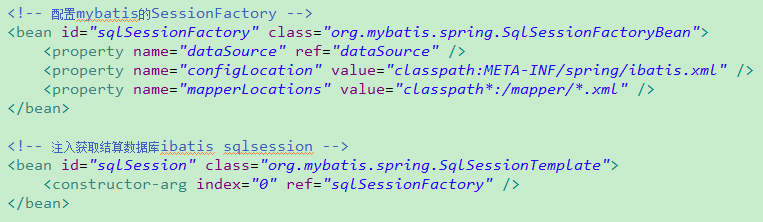 <!-- 配置mybatis的SessionFactory -->
<bean id="sqlSessionFactory" class="org.mybatis.spring.SqlSessionFactoryBean">
    <property name="dataSource" ref="dataSource" />
    <property name="configLocation" value="classpath:META-INF/spring/ibatis.xml" />
    <property name="mapperLocations" value="classpath*:/mapper/*.xml" />
</bean>
<!-- 注入获取结算数据库ibatis sqlsession -->
<bean id="sqlSession" class="org.mybatis.spring.SqlSessionTemplate">
    <constructor-arg index="0" ref="sqlSessionFactory" />
</bean>